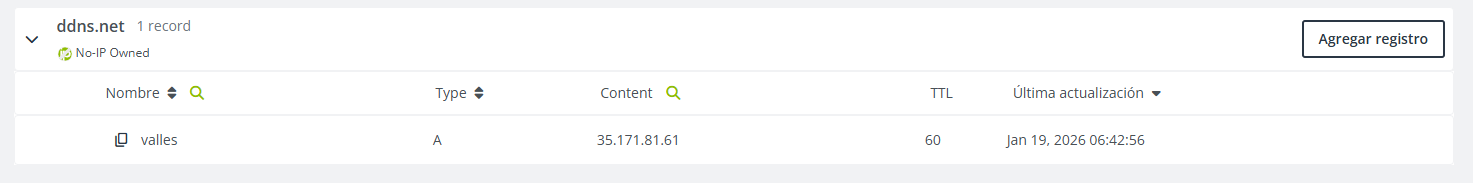 ddns.net 1 record
No-IP Owned
Agregar registro
Nombre Type Content TTL Última actualización
valles A 35.171.81.61 60 Jan 19, 2026 06:42:56